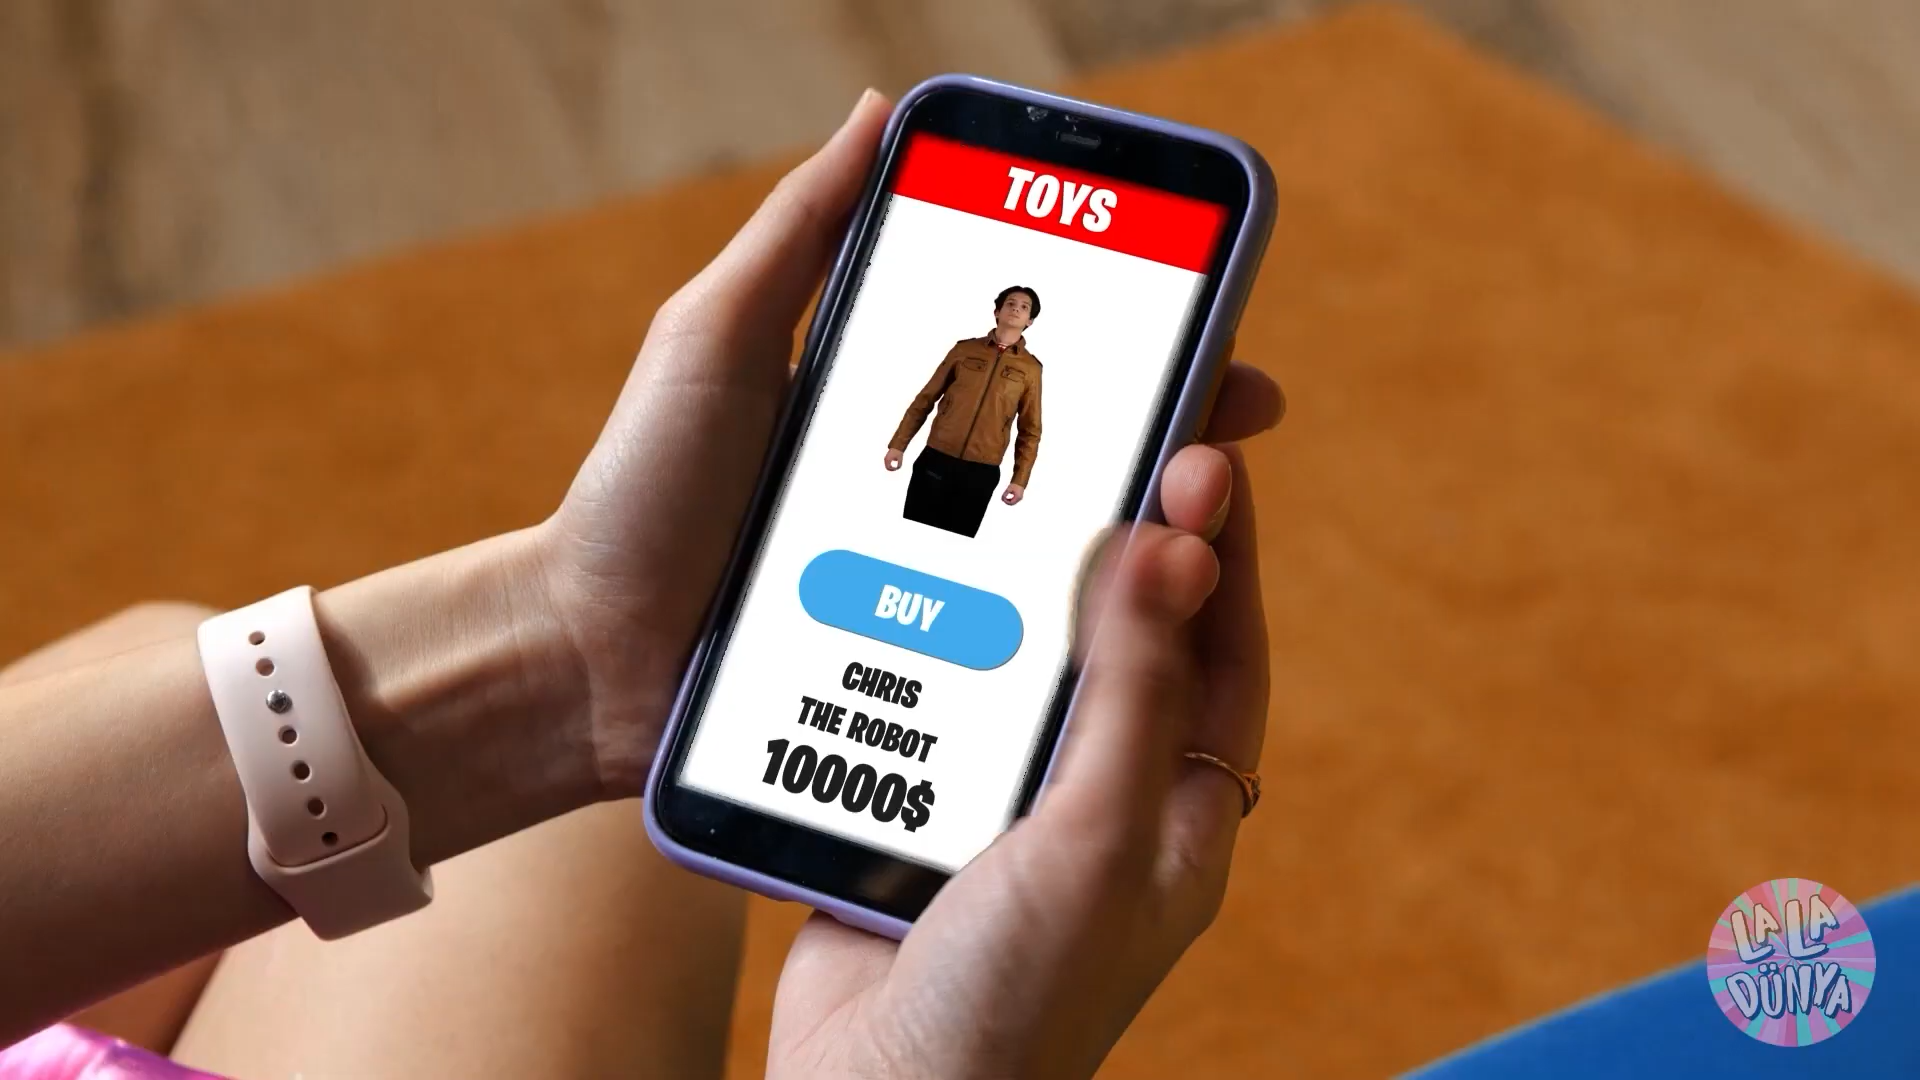 TOYS
BUY
CHRIS
THE ROBOT
10000$
LA LA
DÜNYA